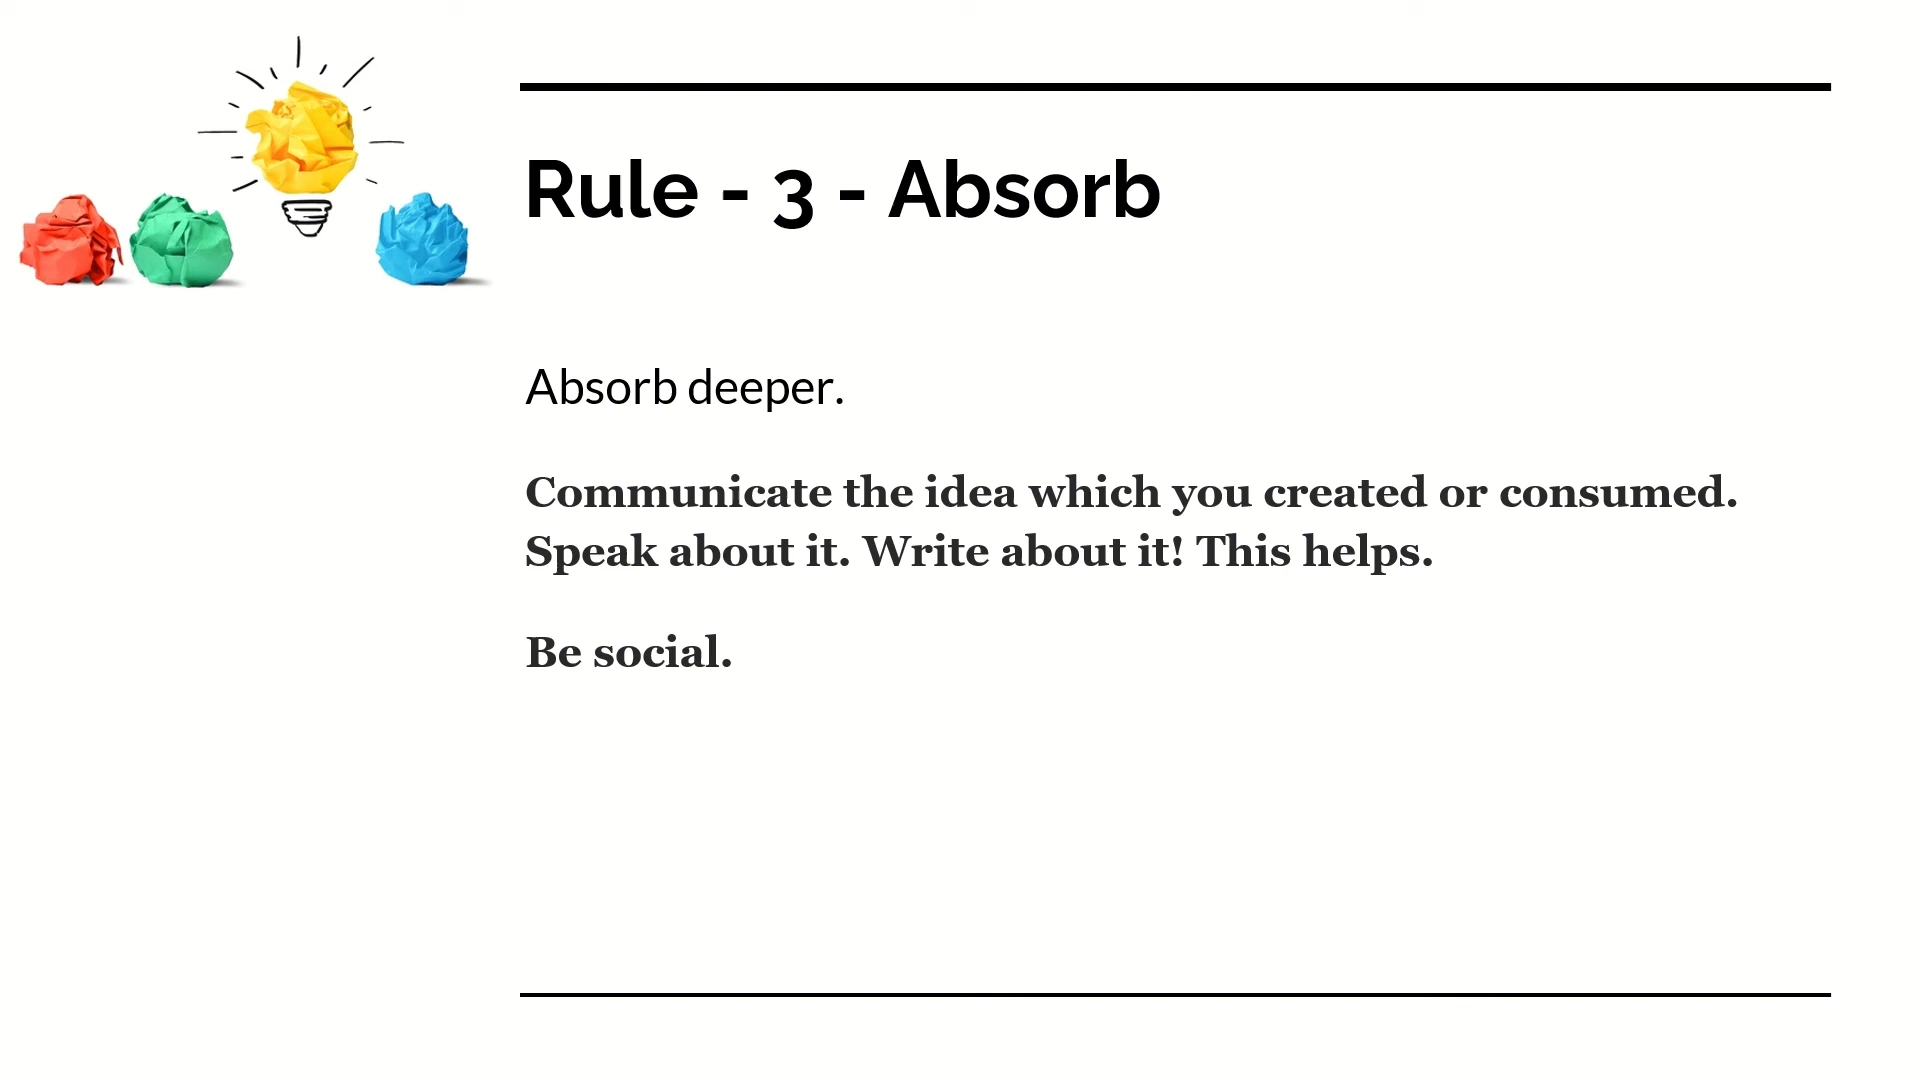 Rule - 3 - Absorb
Absorb deeper.
Communicate the idea which you created or consumed.
Speak about it. Write about it! This helps.
Be social.